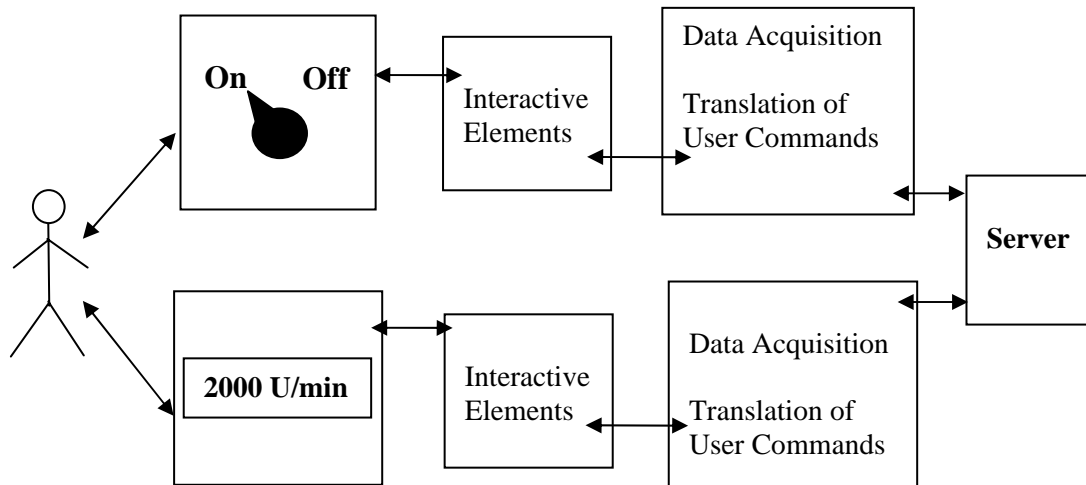 On Off
Interactive
Elements
Data Acquisition
Translation of
User Commands
Server
2000 U/min
Interactive
Elements
Data Acquisition
Translation of
User Commands